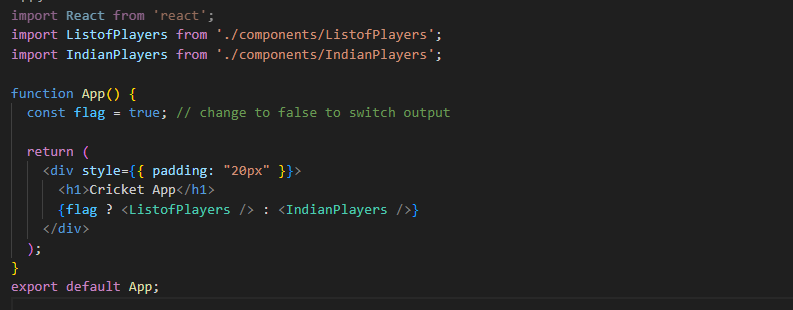 import React from 'react';
import ListofPlayers from './components/ListofPlayers';
import IndianPlayers from './components/IndianPlayers';

function App() {
  const flag = true; // change to false to switch output

  return (
    <div style={{ padding: "20px" }}>
      <h1>Cricket App</h1>
      {flag ? <ListofPlayers /> : <IndianPlayers />}
    </div>
  );
}
export default App;